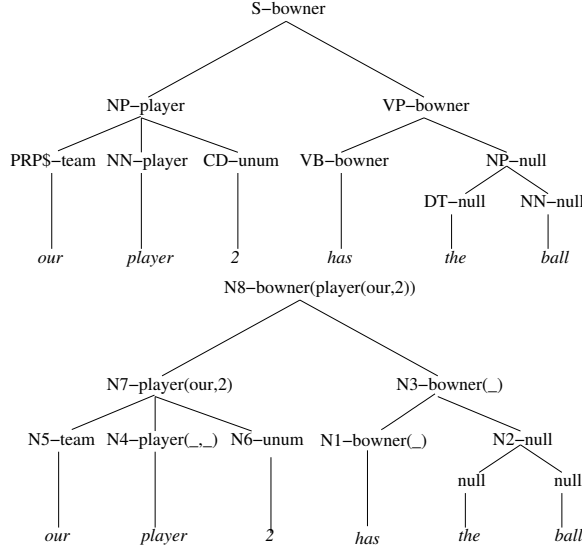 S−bowner
NP−player VP−bowner
PRP$−team NN−player CD−unum VB−bowner NP−null
DT−null NN−null
our player 2 has the ball
N8−bowner(player(our,2))
N7−player(our,2) N3−bowner(_)
N5−team N4−player(_,_) N6−unum N1−bowner(_) N2−null
null null
our player 2 has the ball